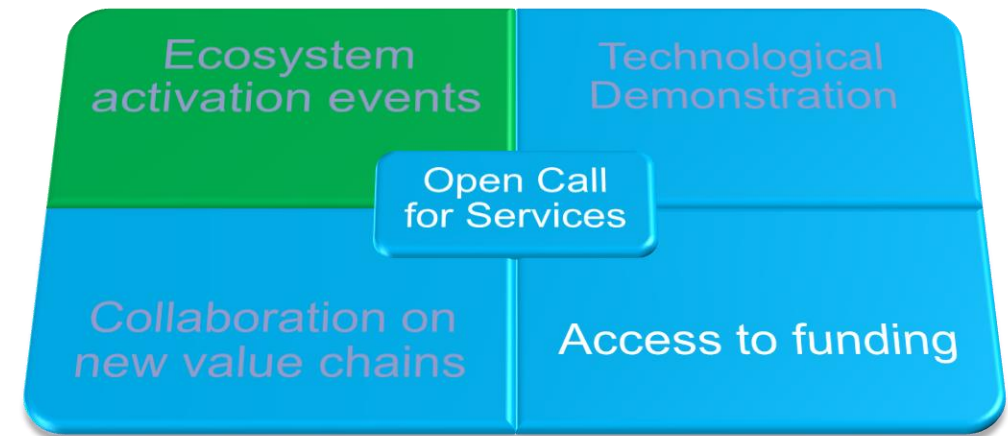 Ecosystem
activation events
Technological
Demonstration
Open Call
for Services
Collaboration on
new value chains
Access to funding